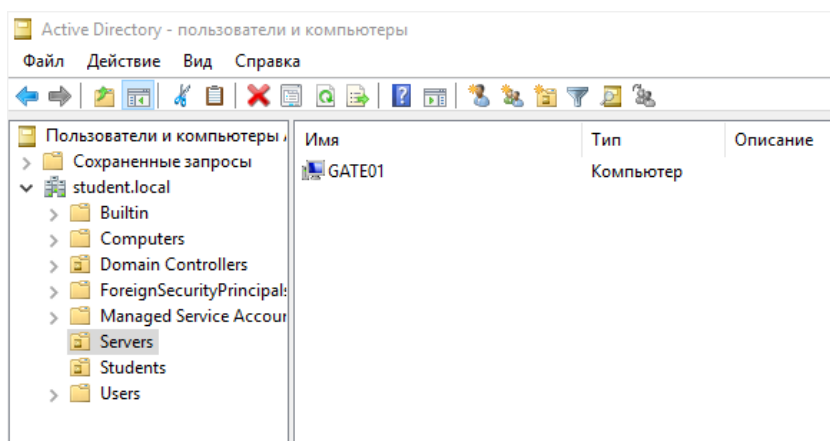 Active Directory - пользователи и компьютеры
Файл Действие Вид Справка
Пользователи и компьютеры
Имя Тип Описание
Сохраненные запросы
GATE01 Компьютер
student.local
Builtin
Computers
Domain Controllers
ForeignSecurityPrincipals
Managed Service Accour
Servers
Students
Users